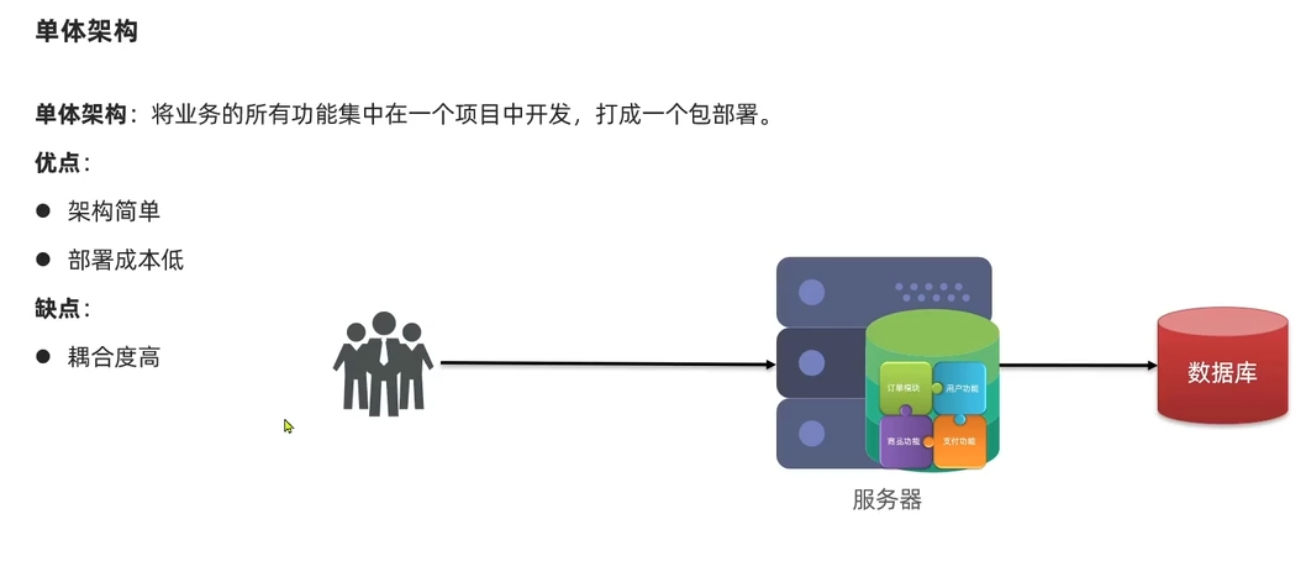 单体架构
单体架构：将业务的所有功能集中在一个项目中开发，打成一个包部署。
优点：
● 架构简单
● 部署成本低
缺点：
● 耦合度高
订单模块
用户功能
商品功能
支付功能
服务器
数据库